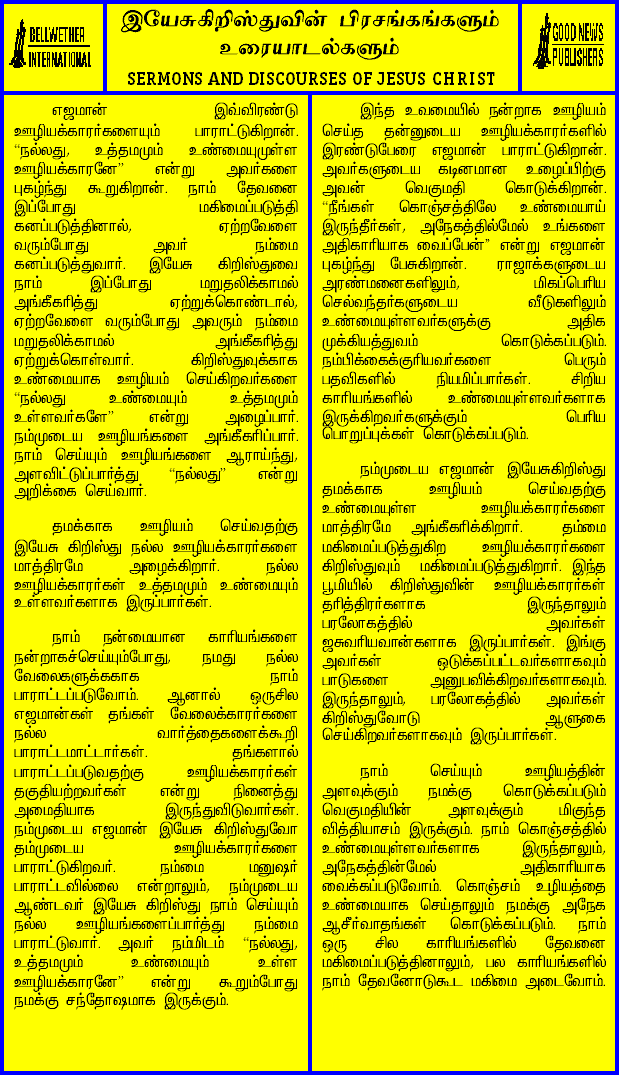 BELLWETHER
INTERNATIONAL
இயேசுகிறிஸ்துவின் பிரசங்கங்களும்
உரையாடல்களும்
SERMONS AND DISCOURSES OF JESUS CHRIST
GOOD NEWS
PUBLISHERS
எஜமான் இவ்விரண்டு
ஊழியக்காரர்களையும் பாராட்டுகிறான்.
“நல்லது, உத்தமமும் உண்மையுமுள்ள
ஊழியக்காரனே” என்று அவர்களை
புகழ்ந்து கூறுகிறான். நாம் தேவனை
இப்போது மகிமைப்படுத்தி
கனப்படுத்தினால், ஏற்றவேளை
வரும்போது அவர் நம்மை
கனப்படுத்துவார். இயேசு கிறிஸ்துவை
நாம் இப்போது மறுதலிக்காமல்
அங்கீகரித்து ஏற்றுக்கொண்டால்,
ஏற்றவேளை வரும்போது அவரும் நம்மை
மறுதலிக்காமல் அங்கீகரித்து
ஏற்றுக்கொள்வார். கிறிஸ்துவுக்காக
உண்மையாக ஊழியம் செய்கிறவர்களை
“நல்லது உண்மையும் உத்தமமும்
உள்ளவர்களே” என்று அழைப்பார்.
நம்முடைய ஊழியங்களை அங்கீகரிப்பார்.
நாம் செய்யும் ஊழியங்களை ஆராய்ந்து,
அளவிட்டுப்பார்த்து “நல்லது” என்று
அறிக்கை செய்வார்.
தமக்காக ஊழியம் செய்வதற்கு
இயேசு கிறிஸ்து நல்ல ஊழியக்காரர்களை
மாத்திரமே அழைக்கிறார். நல்ல
ஊழியக்காரர்கள் உத்தமமும் உண்மையும்
உள்ளவர்களாக இருப்பார்கள்.
நாம் நன்மையான காரியங்களை
நன்றாகச்செய்யும்போது, நமது நல்ல
வேலைகளுக்ககாக நாம்
பாராட்டப்படுவோம். ஆனால் ஒருசில
எஜமான்கள் தங்கள் வேலைக்காரர்களை
நல்ல வார்த்தைகளைக்கூறி
பாராட்டமாட்டார்கள். தங்களால்
பாராட்டப்படுவதற்கு ஊழியக்காரர்கள்
தகுதியற்றவர்கள் என்று நினைத்து
அமைதியாக இருந்துவிடுவார்கள்.
நம்முடைய எஜமான் இயேசு கிறிஸ்துவோ
தம்முடைய ஊழியக்காரர்களை
பாராட்டுகிறவர். நம்மை மனுஷர்
பாராட்டவில்லை என்றாலும், நம்முடைய
ஆண்டவர் இயேசு கிறிஸ்து நாம் செய்யும்
நல்ல ஊழியங்களைப்பார்த்து நம்மை
பாராட்டுவார். அவர் நம்மிடம் “நல்லது,
உத்தமமும் உண்மையும் உள்ள
ஊழியக்காரனே” என்று கூறும்போது
நமக்கு சந்தோஷமாக இருக்கும்.
இந்த உவமையில் நன்றாக ஊழியம்
செய்த தன்னுடைய ஊழியக்காரர்களில்
இரண்டுபேரை எஜமான் பாராட்டுகிறான்.
அவர்களுடைய கடினமான உழைப்பிற்கு
அவன் வெகுமதி கொடுக்கிறான்.
“நீங்கள் கொஞ்சத்திலே உண்மையாய்
இருந்தீர்கள், அநேகத்தில்மேல் உங்களை
அதிகாரியாக வைப்பேன்” என்று எஜமான்
புகழ்ந்து பேசுகிறான். ராஜாக்களுடைய
அரண்மனைகளிலும், மிகப்பெரிய
செல்வந்தர்களுடைய வீடுகளிலும்
உண்மையுள்ளவர்களுக்கு அதிக
முக்கியத்துவம் கொடுக்கப்படும்.
நம்பிக்கைக்குரியவர்களை பெரும்
பதவிகளில் நியமிப்பார்கள். சிறிய
காரியங்களில் உண்மையுள்ளவர்களாக
இருக்கிறவர்களுக்கும் பெரிய
பொறுப்புக்கள் கொடுக்கப்படும்.
நம்முடைய எஜமான் இயேசுகிறிஸ்து
தமக்காக ஊழியம் செய்வதற்கு
உண்மையுள்ள ஊழியக்காரர்களை
மாத்திரமே அங்கீகரிக்கிறார். தம்மை
மகிமைப்படுத்துகிற ஊழியக்காரர்களை
கிறிஸ்துவும் மகிமைப்படுத்துகிறார். இந்த
பூமியில் கிறிஸ்துவின் ஊழியக்காரர்கள்
தரித்திரர்களாக இருந்தாலும்
பரலோகத்தில் அவர்கள்
ஐசுவரியவான்களாக இருப்பார்கள். இங்கு
அவர்கள் ஒடுக்கப்பட்டவர்களாகவும்
பாடுகளை அனுபவிக்கிறவர்களாகவும்.
இருந்தாலும், பரலோகத்தில் அவர்கள்
கிறிஸ்துவோடு ஆளுகை
செய்கிறவர்களாகவும் இருப்பார்கள்.
நாம் செய்யும் ஊழியத்தின்
அளவுக்கும் நமக்கு கொடுக்கப்படும்
வெகுமதியின் அளவுக்கும் மிகுந்த
வித்தியாசம் இருக்கும். நாம் கொஞ்சத்தில்
உண்மையுள்ளவர்களாக இருந்தாலும்,
அநேகத்தின்மேல் அதிகாரியாக
வைக்கப்படுவோம். கொஞ்சம் உழியத்தை
உண்மையாக செய்தாலும் நமக்கு அநேக
ஆசீர்வாதங்கள் கொடுக்கப்படும். நாம்
ஒரு சில காரியங்களில் தேவனை
மகிமைப்படுத்தினாலும், பல காரியங்களில்
நாம் தேவனோடுகூட மகிமை அடைவோம்.